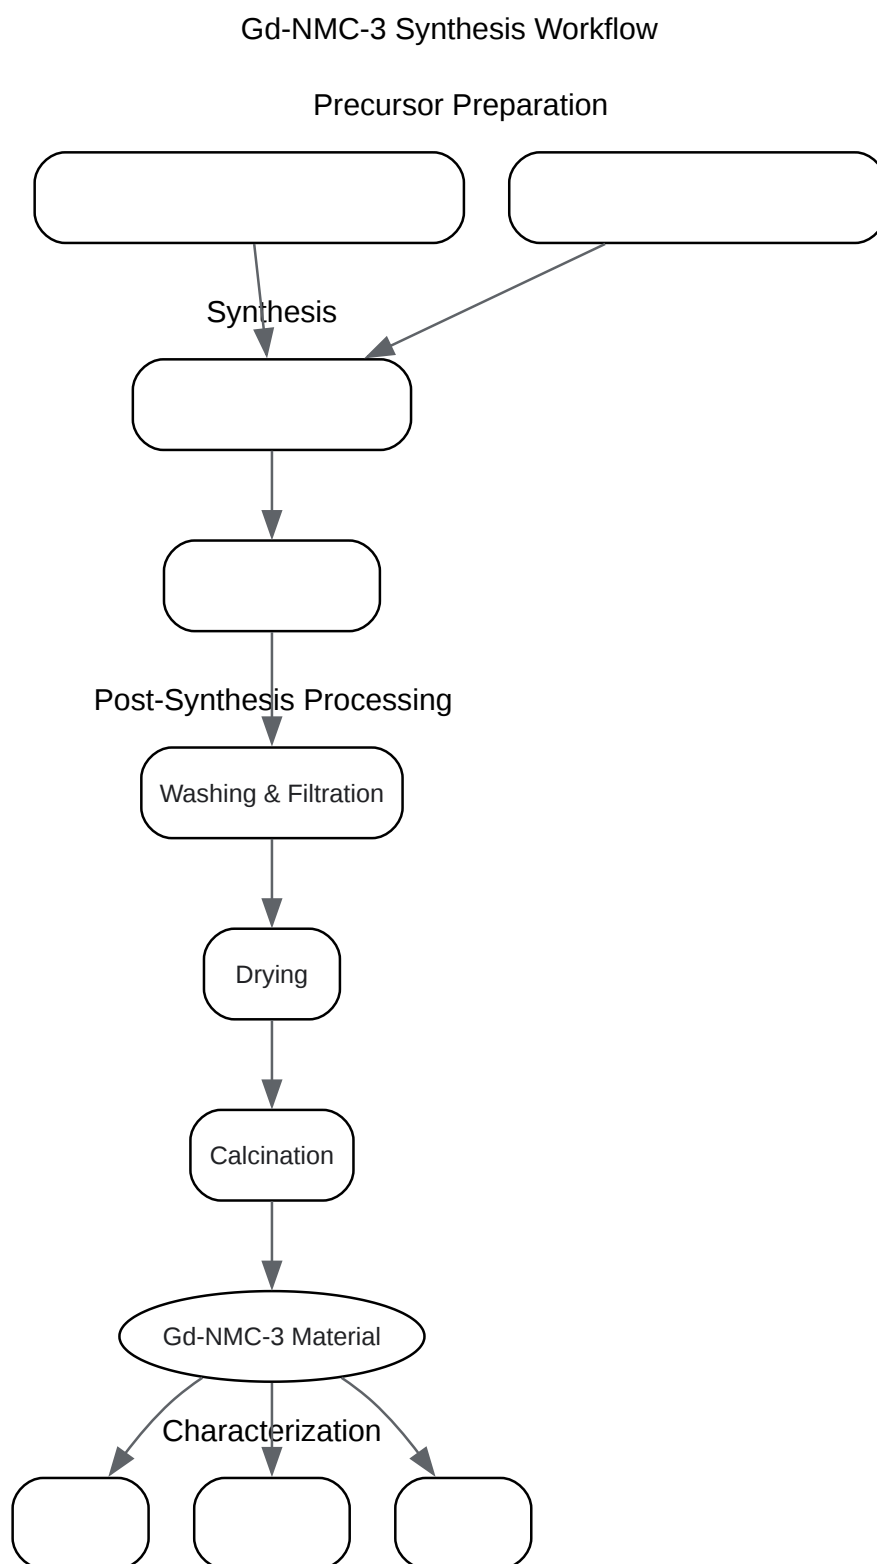 Gd-NMC-3 Synthesis Workflow
Precursor Preparation
Synthesis
Post-Synthesis Processing
Washing & Filtration
Drying
Calcination
Gd-NMC-3 Material
Characterization